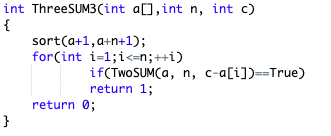 int ThreeSUM3(int a[],int n, int c)
{
    sort(a+1,a+n+1);
    for(int i=1;i<=n;++i)
            if(TwoSUM(a, n, c-a[i])==True)
            return 1;
    return 0;
}